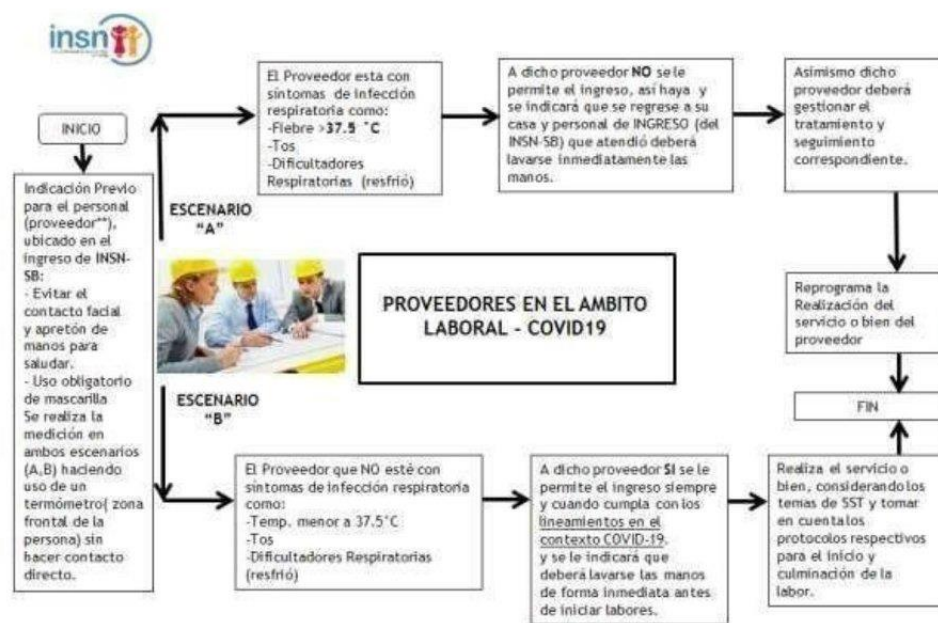 insn
INICIO
Indicación Previo
para el personal
(proveedor**),
ubicado en el
ingreso de INSN-
SB:
- Evitar el
contacto facial
y apretón de
manos para
saludar.
- Uso obligatorio
de mascarilla
Se realiza la
medición en
ambos escenarios
(A,B) haciendo
uso de un
termómetro( zona
frontal de la
persona) sin
hacer contacto
directo.
ESCENARIO
"A"
El Proveedor esta con
síntomas de infección
respiratoria como:
-Fiebre >37.5 °C
-Tos
-Dificultadores
Respiratorias (resfrió)
A dicho proveedor NO se le
permite el ingreso, así haya y
se indicará que se regrese a su
casa y personal de INGRESO (del
INSN-SB) que atendió deberá
lavarse inmediatamente las
manos.
Asimismo dicho
proveedor deberá
gestionar el
tratamiento y
seguimiento
correspondiente.
Reprograma la
Realización del
servicio o bien del
proveedor
FIN
PROVEEDORES EN EL AMBITO
LABORAL - COVID19
ESCENARIO
"B"
El Proveedor que NO esté con
síntomas de infección respiratoria
como:
-Temp. menor a 37.5°C
-Tos
-Dificultadores Respiratorias
(resfrió)
A dicho proveedor SI se le
permite el ingreso siempre
y cuando cumpla con los
lineamientos en el
contexto COVID-19,
y se le indicará que
deberá lavarse las manos
de forma inmediata antes
de iniciar labores.
Realiza el servicio o
bien, considerando los
temas de SST y tomar
en cuenta los
protocolos respectivos
para el inicio y
culminación de la
labor.